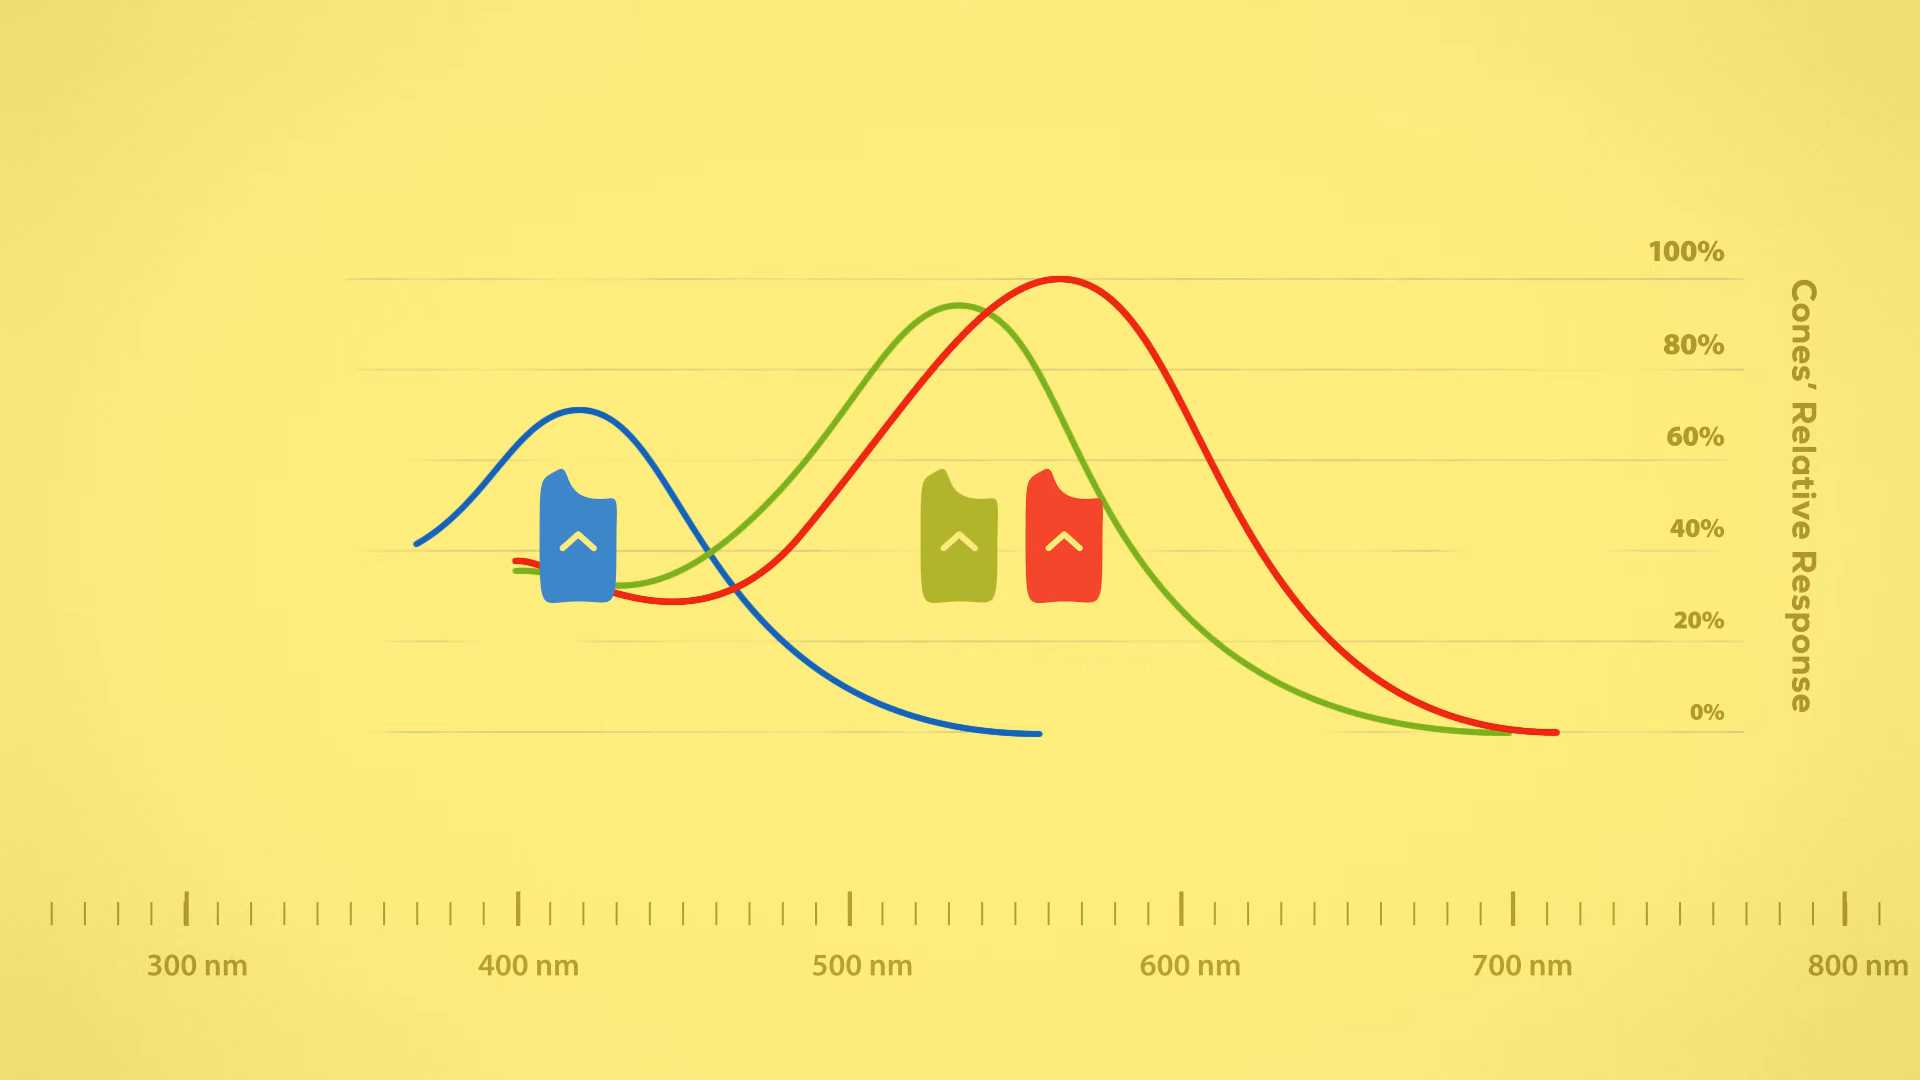 100%
80%
60%
40%
20%
0%
Cones’ Relative Response
300 nm
400 nm
500 nm
600 nm
700 nm
800 nm